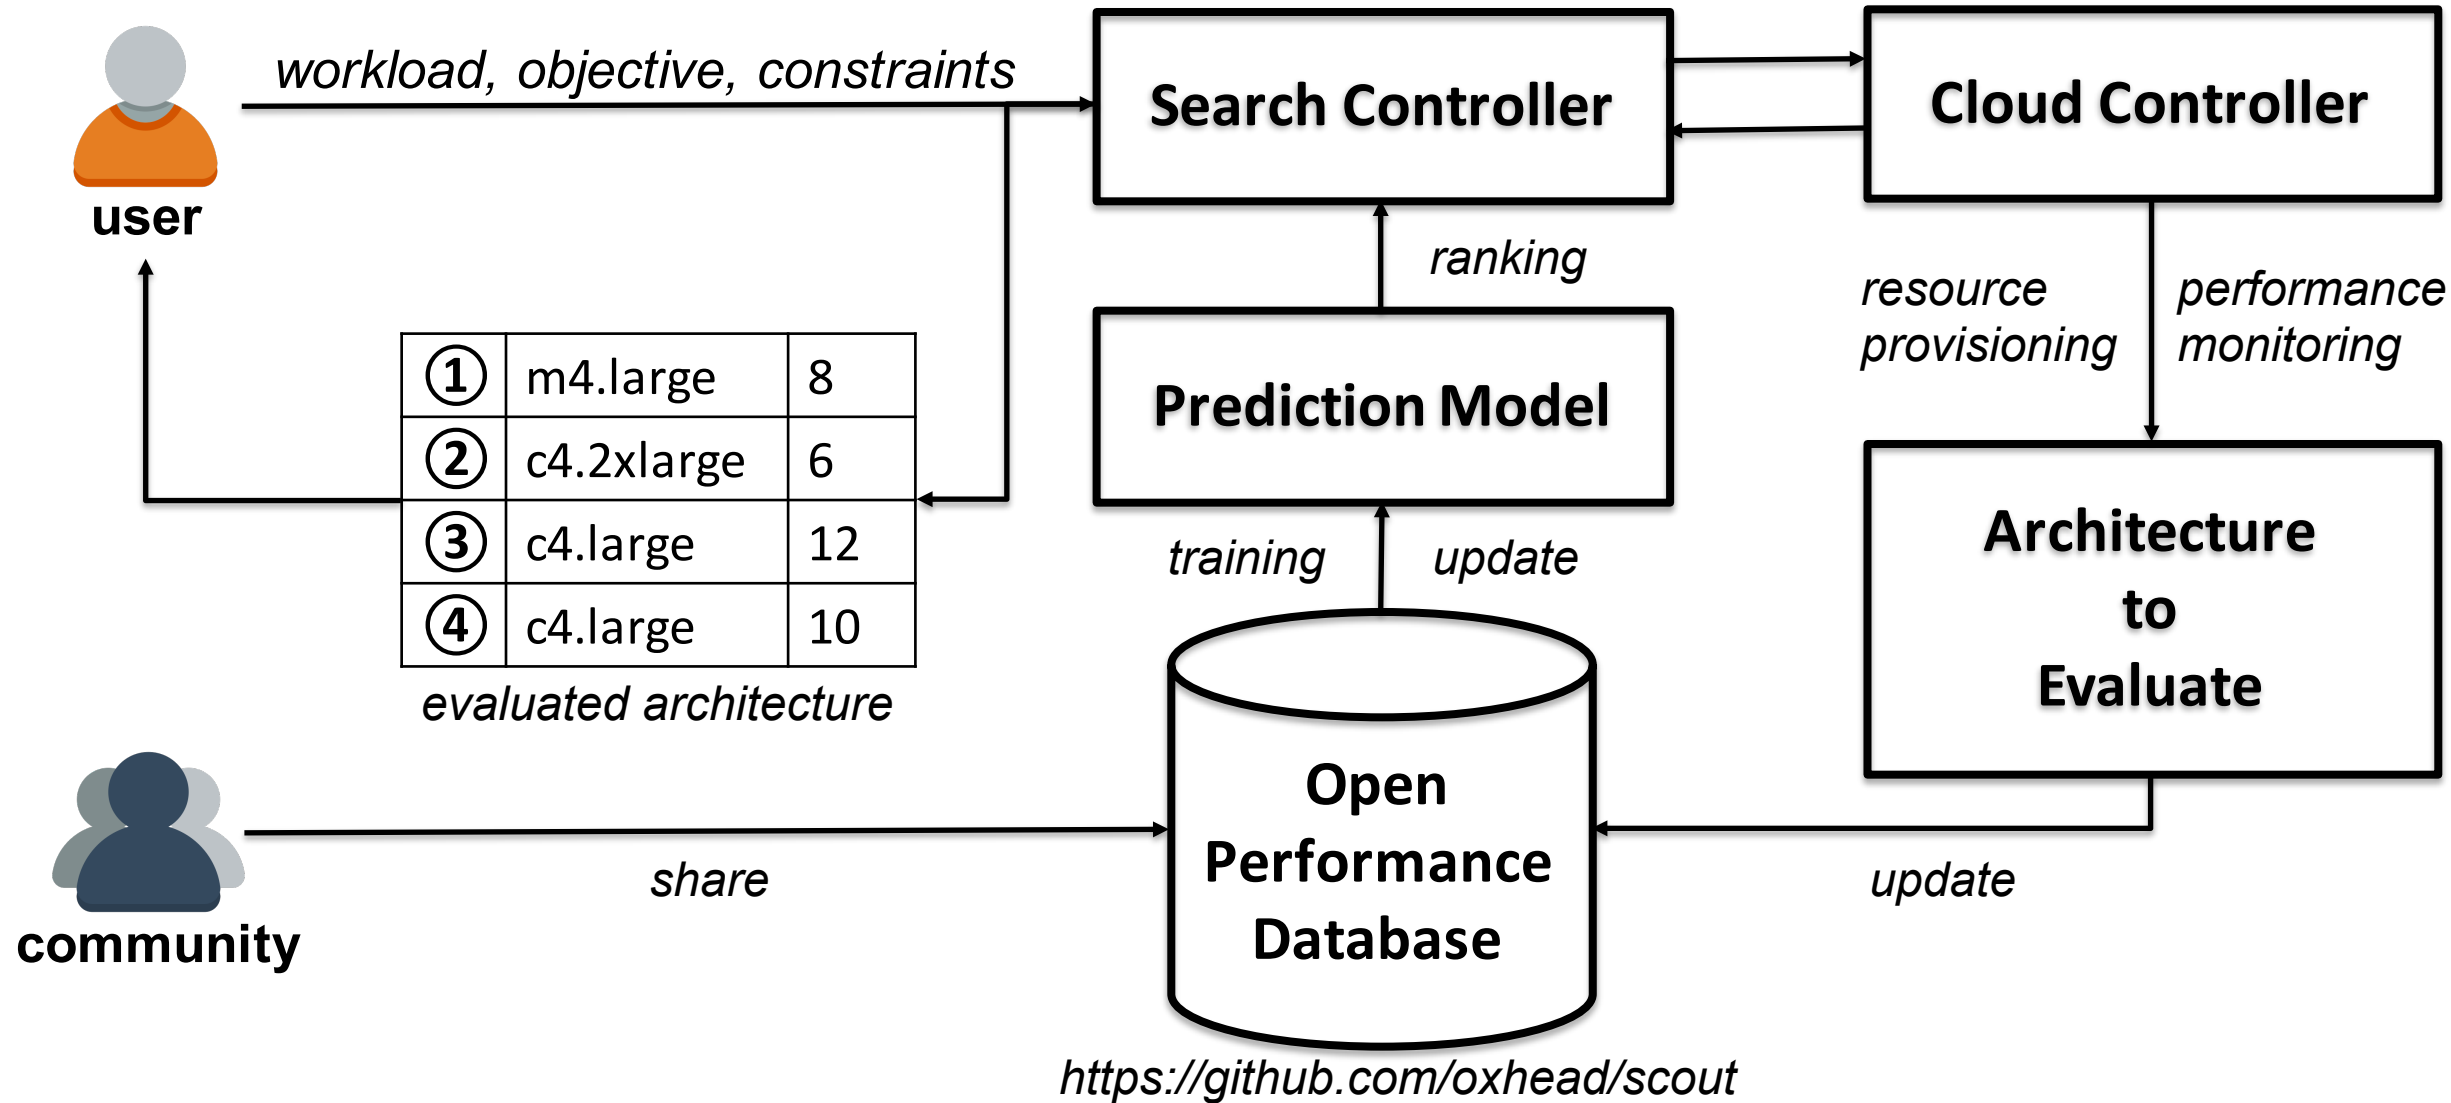 workload, objective, constraints
Search Controller
Cloud Controller
user
ranking
resource
provisioning
performance
monitoring
① m4.large 8
② c4.2xlarge 6
③ c4.large 12
④ c4.large 10
evaluated architecture
Prediction Model
training
update
Architecture
to
Evaluate
Open
Performance
Database
share
update
community
https://github.com/oxhead/scout